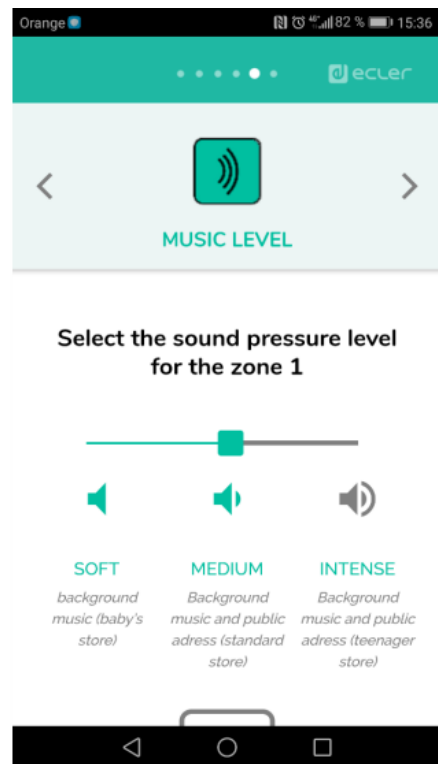 Orange 82 % 15:36
ecler
MUSIC LEVEL
Select the sound pressure level
for the zone 1
SOFT
background
music (baby's
store)
MEDIUM
Background
music and public
adress (standard
store)
INTENSE
Background
music and public
adress (teenager
store)